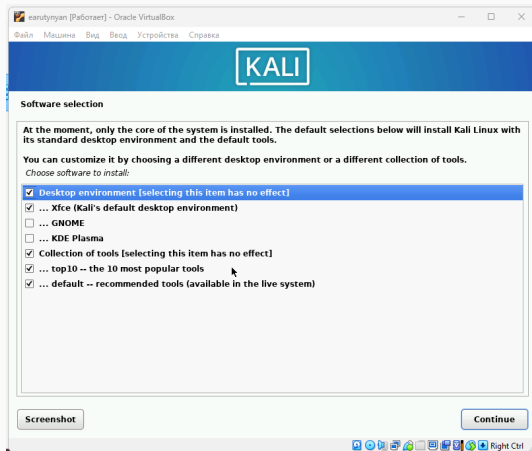 earutynyan [Работает] - Oracle VirtualBox
Файл Машина Вид Ввод Устройства Справка
KALI
Software selection
At the moment, only the core of the system is installed. The default selections below will install Kali Linux with
its standard desktop environment and the default tools.
You can customize it by choosing a different desktop environment or a different collection of tools.
Choose software to install:
Desktop environment [selecting this item has no effect]
... Xfce (Kali's default desktop environment)
... GNOME
... KDE Plasma
Collection of tools [selecting this item has no effect]
... top10 -- the 10 most popular tools
... default -- recommended tools (available in the live system)
Screenshot
Continue
Right Ctrl